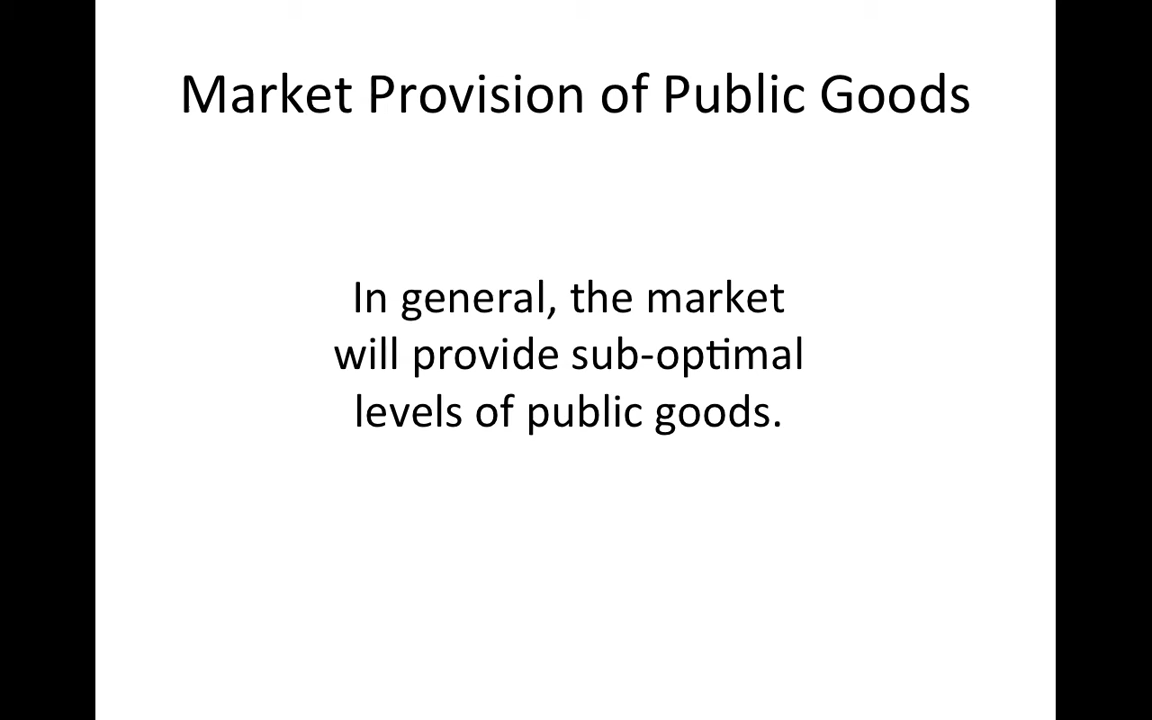 Market Provision of Public Goods
In general, the market
will provide sub-optimal
levels of public goods.